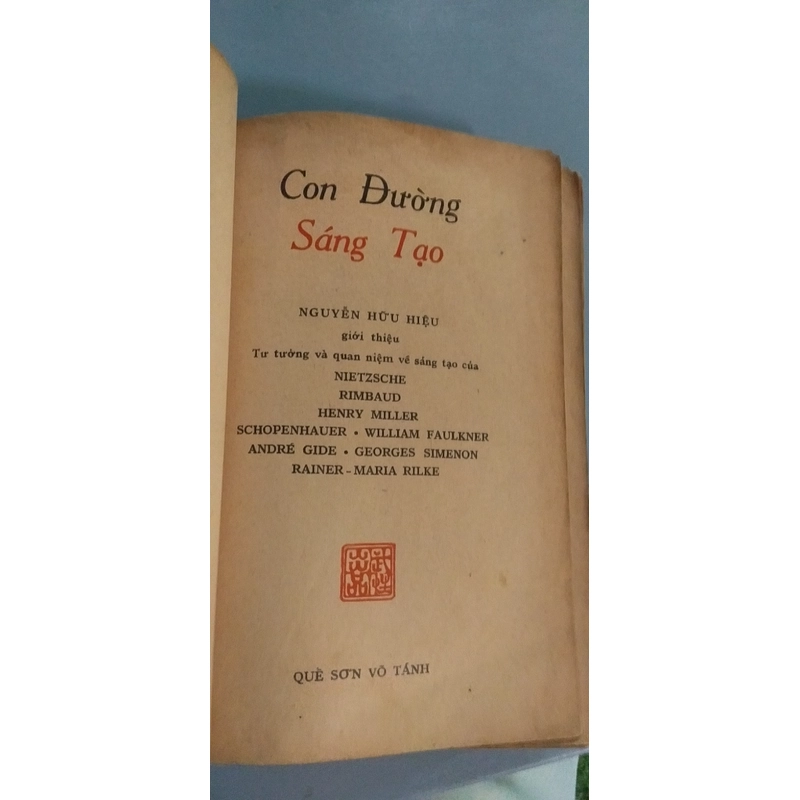 Con Đường
Sáng Tạo
NGUYỄN HỮU HIỆU
giới thiệu
Tư tưởng và quan niệm về sáng tạo của
NIETZSCHE
RIMBAUD
HENRY MILLER
SCHOPENHAUER • WILLIAM FAULKNER
ANDRÉ GIDE • GEORGES SIMENON
RAINER - MARIA RILKE
QUÈ SƠN VÕ TÁNH